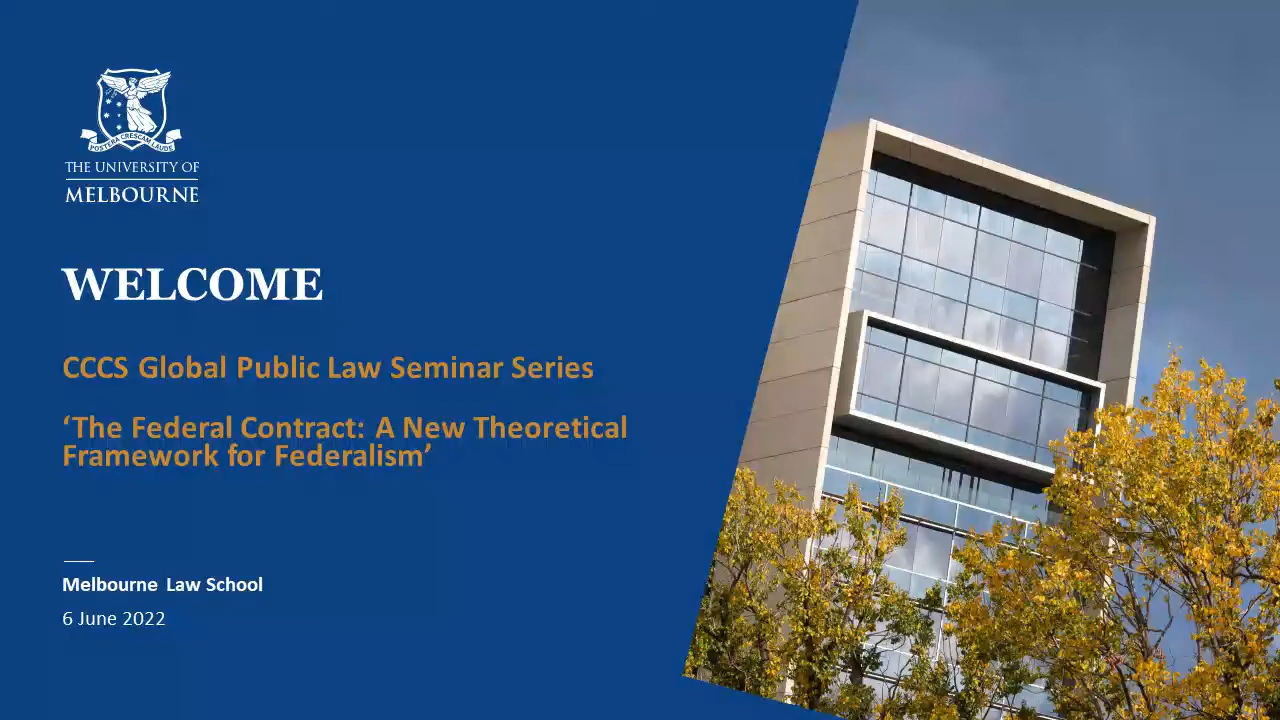 POSTERA CRESCAM LAUDE
THE UNIVERSITY OF
MELBOURNE
WELCOME
CCCS Global Public Law Seminar Series
‘The Federal Contract: A New Theoretical
Framework for Federalism’
Melbourne Law School
6 June 2022